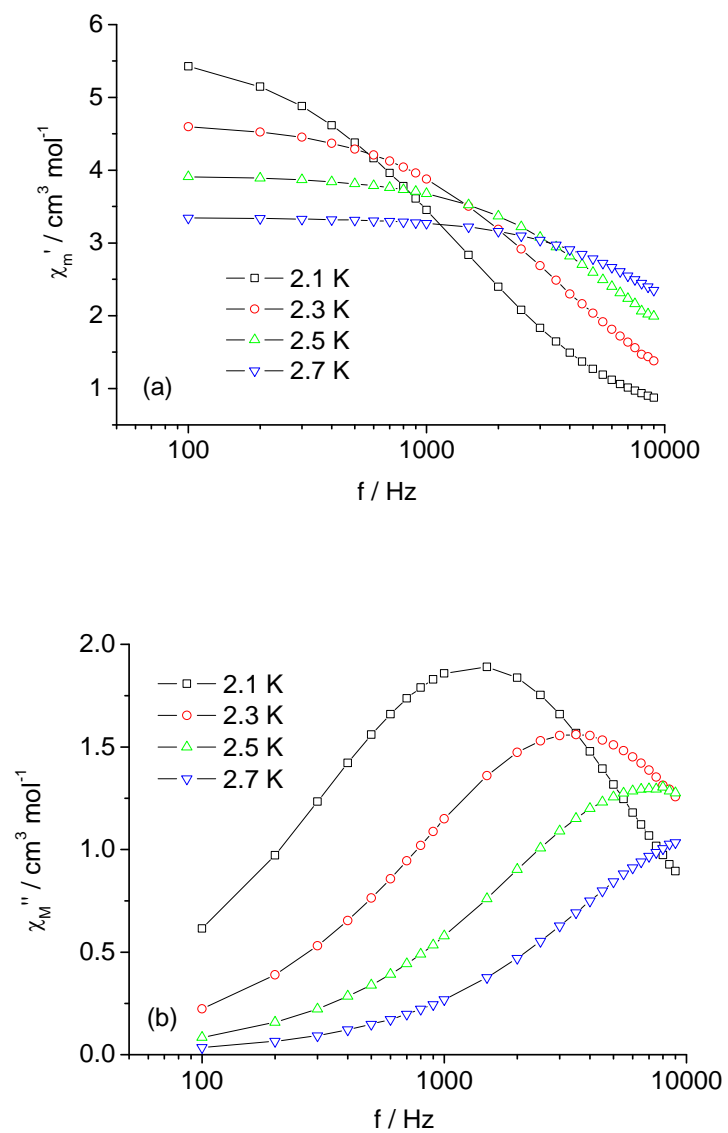 6
5
4
3
2
1
χm' / cm³ mol⁻¹
2.1 K
2.3 K
2.5 K
2.7 K
(a)
100 1000 10000
f / Hz
2.0
1.5
1.0
0.5
0.0
χM'' / cm³ mol⁻¹
2.1 K
2.3 K
2.5 K
2.7 K
(b)
100 1000 10000
f / Hz